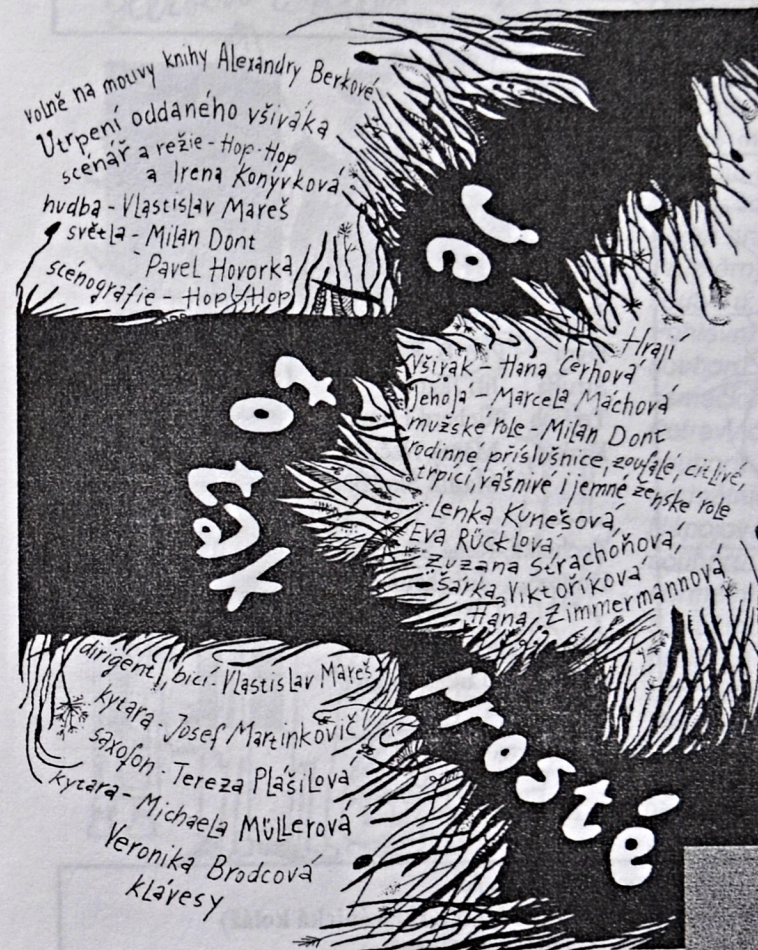 volně na motivy knihy Alexandry Berkové
Utrpení oddaného všiváka
scénář a režie - Hop-Hop
a Irena Konývková
hudba - Vlastislav Mareš
světla - Milan Dont
Pavel Hovorka
scénografie - Hop-Hop
Je
to
tak
prosté
Hrají
Všivák - Hana Cerhová
Jehojá - Marcela Máchová
mužské role - Milan Dont
rodinné příslušnice, zoufalé, citlivé,
trpící, vášnivé i jemné ženské role
Lenka Kunešová,
Eva Rücklová,
Zuzana Strachoňová,
Šárka Viktoříková
Hana Zimmermannová
dirigent, bicí - Vlastislav Mareš
kytara - Josef Martinkovič
saxofon - Tereza Plášilová
kytara - Michaela Müllerová
Veronika Brodcová
klávesy